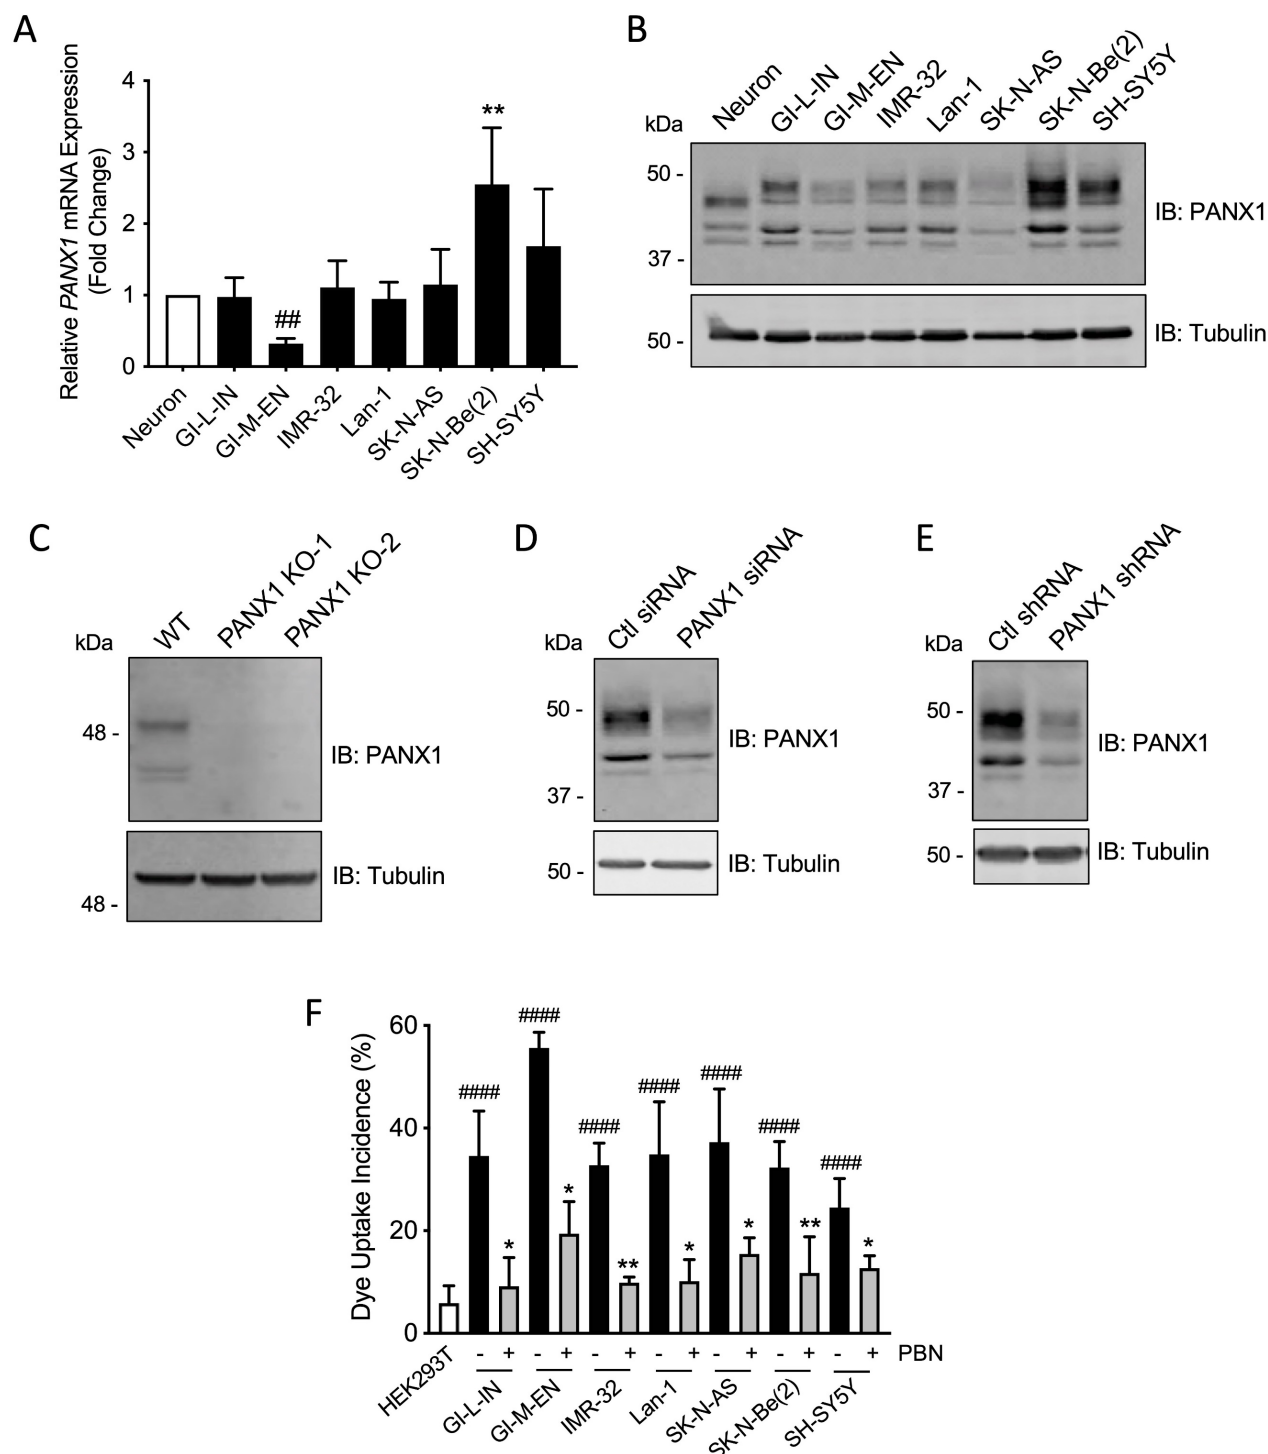 A
Relative PANX1 mRNA Expression
(Fold Change)
4
3
2
1
0
##
**
Neuron
GI-L-IN
GI-M-EN
IMR-32
Lan-1
SK-N-AS
SK-N-Be(2)
SH-SY5Y
B
kDa
Neuron
GI-L-IN
GI-M-EN
IMR-32
Lan-1
SK-N-AS
SK-N-Be(2)
SH-SY5Y
50 -
37 -
IB: PANX1
50 -
IB: Tubulin
C
kDa
WT
PANX1 KO-1
PANX1 KO-2
48 -
IB: PANX1
IB: Tubulin
48 -
D
kDa
Ctl siRNA
PANX1 siRNA
50 -
IB: PANX1
37 -
50 -
IB: Tubulin
E
kDa
Ctl shRNA
PANX1 shRNA
50 -
IB: PANX1
37 -
50 -
IB: Tubulin
F
Dye Uptake Incidence (%)
60
40
20
0
####
*
####
*
####
**
####
*
####
*
####
**
####
*
- + - + - + - + - + - + - + PBN
HEK293T
GI-L-IN
GI-M-EN
IMR-32
Lan-1
SK-N-AS
SK-N-Be(2)
SH-SY5Y